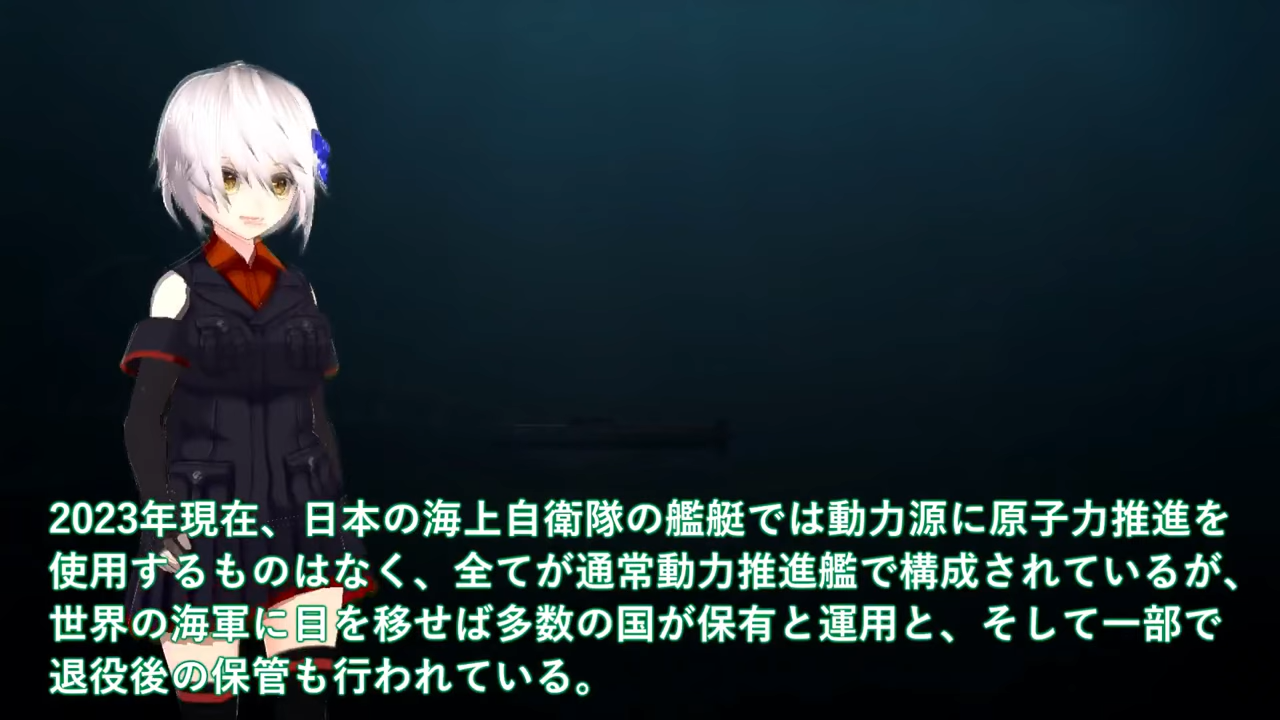 2023年現在、日本の海上自衛隊の艦艇では動力源に原子力推進を
使用するものはなく、全てが通常動力推進艦で構成されているが、
世界の海軍に目を移せば多数の国が保有と運用と、そして一部で
退役後の保管も行われている。